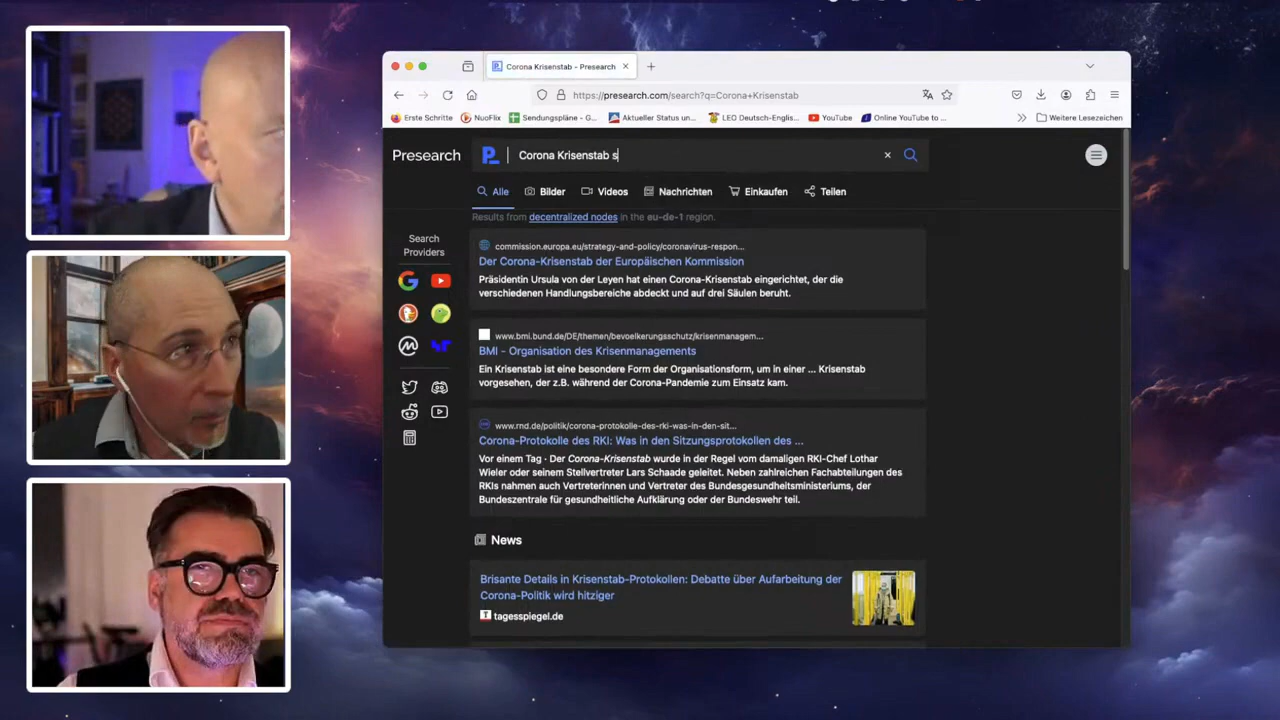 Corona Krisenstab - Presearch
https://presearch.com/search?q=Corona+Krisenstab
Erste Schritte
NuoFlix
Sendungspläne - G...
Aktueller Status un...
LEO Deutsch-Englis...
YouTube
Online YouTube to ...
Weitere Lesezeichen
Presearch
Corona Krisenstab s
Alle
Bilder
Videos
Nachrichten
Einkaufen
Teilen
Results from decentralized nodes in the eu-de-1 region.
Search
Providers
commission.europa.eu/strategy-and-policy/coronavirus-respon...
Der Corona-Krisenstab der Europäischen Kommission
Präsidentin Ursula von der Leyen hat einen Corona-Krisenstab eingerichtet, der die
verschiedenen Handlungsbereiche abdeckt und auf drei Säulen beruht.
www.bmi.bund.de/DE/themen/bevoelkerungsschutz/krisenmanagem...
BMI - Organisation des Krisenmanagements
Ein Krisenstab ist eine besondere Form der Organisationsform, um in einer ... Krisenstab
vorgesehen, der z.B. während der Corona-Pandemie zum Einsatz kam.
www.rnd.de/politik/corona-protokolle-des-rki-was-in-den-sit...
Corona-Protokolle des RKI: Was in den Sitzungsprotokollen des ...
Vor einem Tag · Der Corona-Krisenstab wurde in der Regel vom damaligen RKI-Chef Lothar
Wieler oder seinem Stellvertreter Lars Schaade geleitet. Neben zahlreichen Fachabteilungen des
RKIs nahmen auch Vertreterinnen und Vertreter des Bundesgesundheitsministeriums, der
Bundeszentrale für gesundheitliche Aufklärung oder der Bundeswehr teil.
News
Brisante Details in Krisenstab-Protokollen: Debatte über Aufarbeitung der
Corona-Politik wird hitziger
T tagesspiegel.de